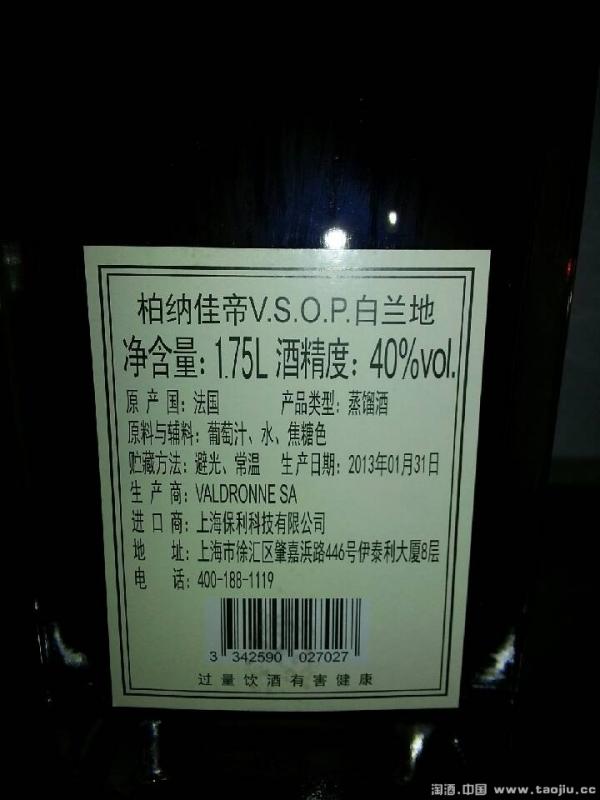 柏纳佳帝V.S.O.P.白兰地
净含量：1.75L 酒精度：40%vol.
原产国：法国 产品类型：蒸馏酒
原料与辅料：葡萄汁、水、焦糖色
贮藏方法：避光、常温 生产日期：2013年01月31日
生产商：VALDRONNE SA
进口商：上海保利科技有限公司
地址：上海市徐汇区肇嘉浜路446号伊泰利大厦8层
电话：400-188-1119
3 342590 027027
过量饮酒有害健康
淘酒.中国 www.taojiu.cc